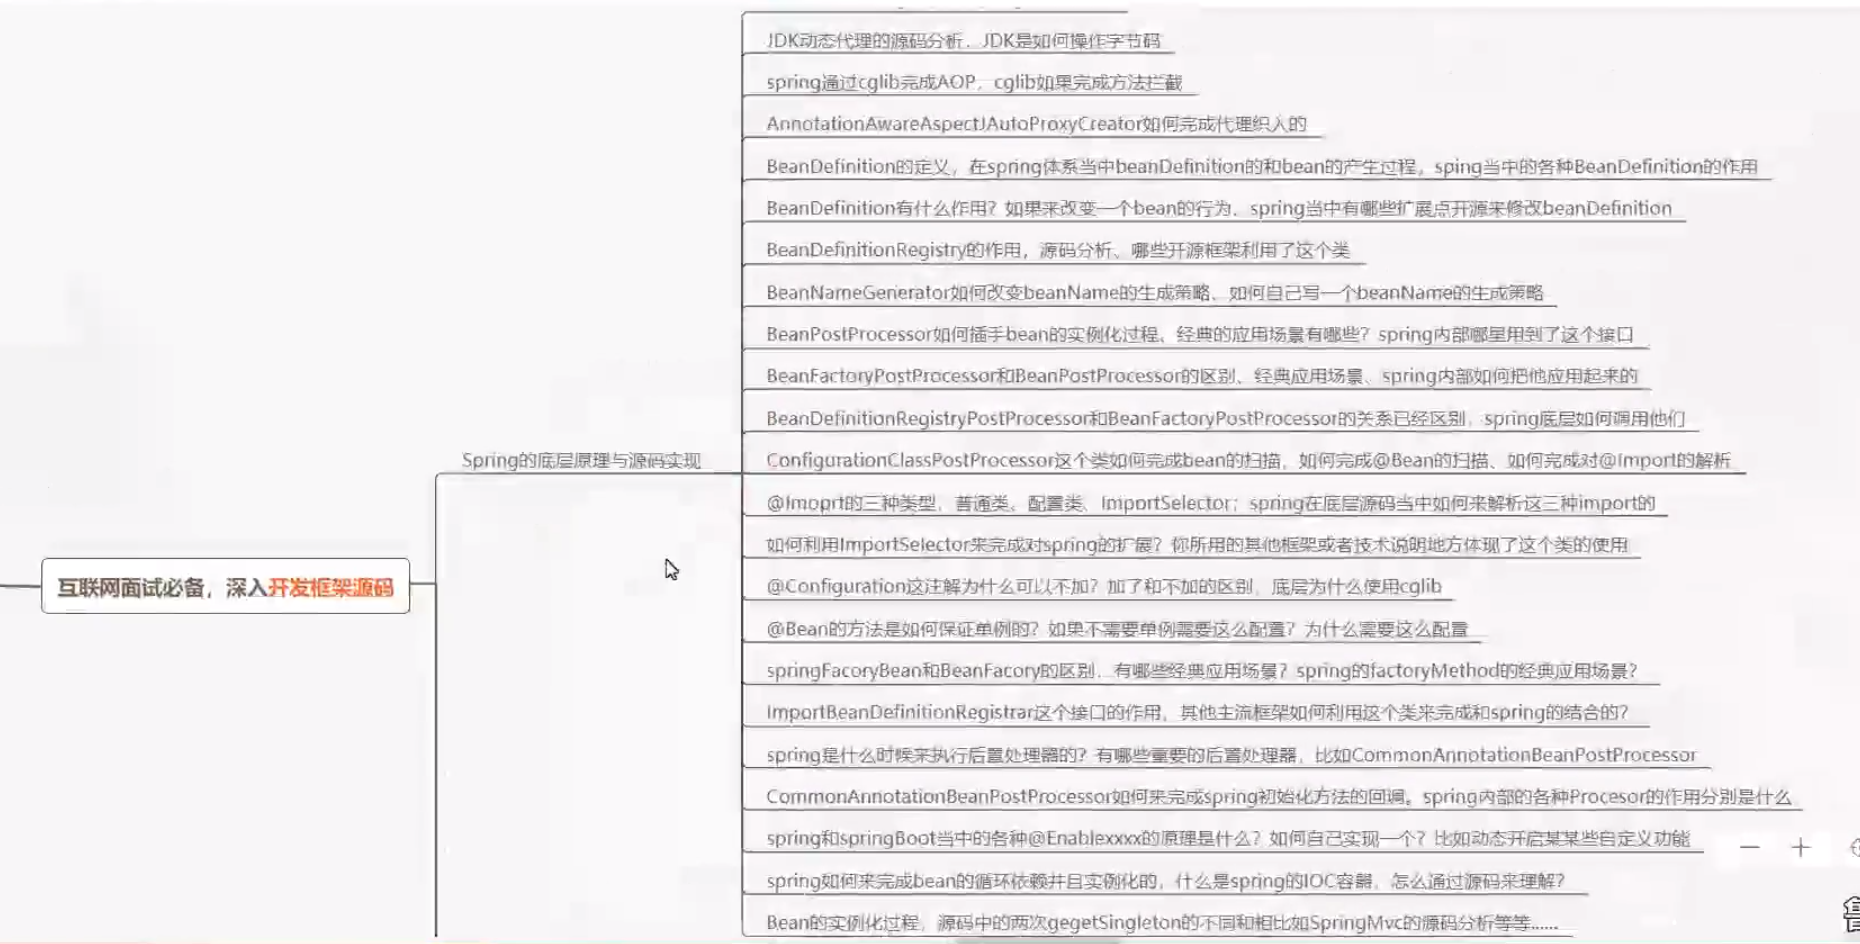 JDK动态代理的源码分析，JDK是如何操作字节码
spring通过cglib完成AOP，cglib如果完成方法拦截
AnnotationAwareAspectJAutoProxyCreator如何完成代理织入的
BeanDefinition的定义，在spring体系当中beanDefinition的和bean的产生过程，sping当中的各种BeanDefinition的作用
BeanDefinition有什么作用？如果来改变一个bean的行为、spring当中有哪些扩展点开源来修改beanDefinition
BeanDefinitionRegistry的作用，源码分析、哪些开源框架利用了这个类
BeanNameGenerator如何改变beanName的生成策略、如何自己写一个beanName的生成策略
BeanPostProcessor如何插手bean的实例化过程、经典的应用场景有哪些？spring内部哪里用到了这个接口
BeanFactoryPostProcessor和BeanPostProcessor的区别、经典应用场景、spring内部如何把他应用起来的
BeanDefinitionRegistryPostProcessor和BeanFactoryPostProcessor的关系已经区别，spring底层如何调用他们
Spring的底层原理与源码实现
ConfigurationClassPostProcessor这个类如何完成bean的扫描，如何完成@Bean的扫描、如何完成对@Import的解析
@Imoprt的三种类型，普通类、配置类、ImportSelector；spring在底层源码当中如何来解析这三种import的
如何利用ImportSelector来完成对spring的扩展？你所用的其他框架或者技术说明地方体现了这个类的使用
@Configuration这注解为什么可以不加？加了和不加的区别，底层为什么使用cglib
互联网面试必备，深入开发框架源码
@Bean的方法是如何保证单例的？如果不需要单例需要这么配置？为什么需要这么配置
springFacoryBean和BeanFacory的区别，有哪些经典应用场景？spring的factoryMethod的经典应用场景？
ImportBeanDefinitionRegistrar这个接口的作用，其他主流框架如何利用这个类来完成和spring的结合的？
spring是什么时候来执行后置处理器的？有哪些重要的后置处理器，比如CommonAnnotationBeanPostProcessor
CommonAnnotationBeanPostProcessor如何来完成spring初始化方法的回调。spring内部的各种Procesor的作用分别是什么
spring和springBoot当中的各种@Enablexxxx的原理是什么？如何自己实现一个？比如动态开启某某些自定义功能
spring如何来完成bean的循环依赖并且实例化的，什么是spring的IOC容器，怎么通过源码来理解？
Bean的实例化过程，源码中的两次gegetSingleton的不同和相比如SpringMvc的源码分析等等......